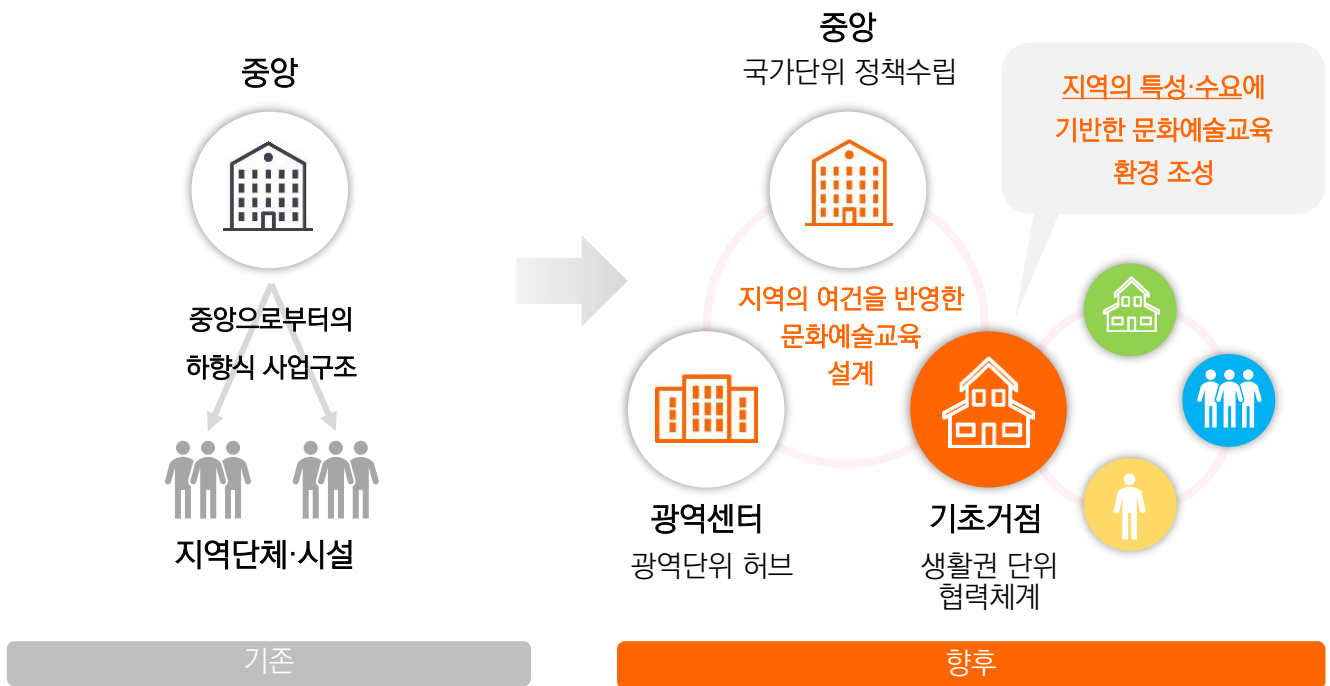 중앙
중앙으로부터의
하향식 사업구조
지역단체·시설
기존
중앙
국가단위 정책수립
지역의 특성·수요에
기반한 문화예술교육
환경 조성
지역의 여건을 반영한
문화예술교육
설계
광역센터
광역단위 허브
기초거점
생활권 단위
협력체계
향후